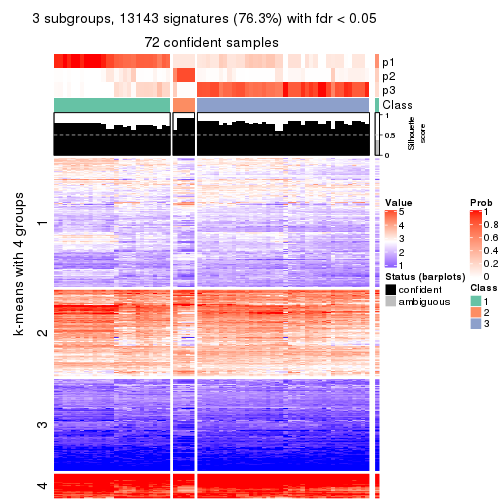 3 subgroups, 13143 signatures (76.3%) with fdr < 0.05
72 confident samples
p1
p2
p3
Class
1
0.5
0
Silhouette
score
k-means with 4 groups
1
2
3
4
Value
5
4
3
2
1
Status (barplots)
confident
ambiguous
Prob
1
0.8
0.6
0.4
0.2
0
Class
1
2
3